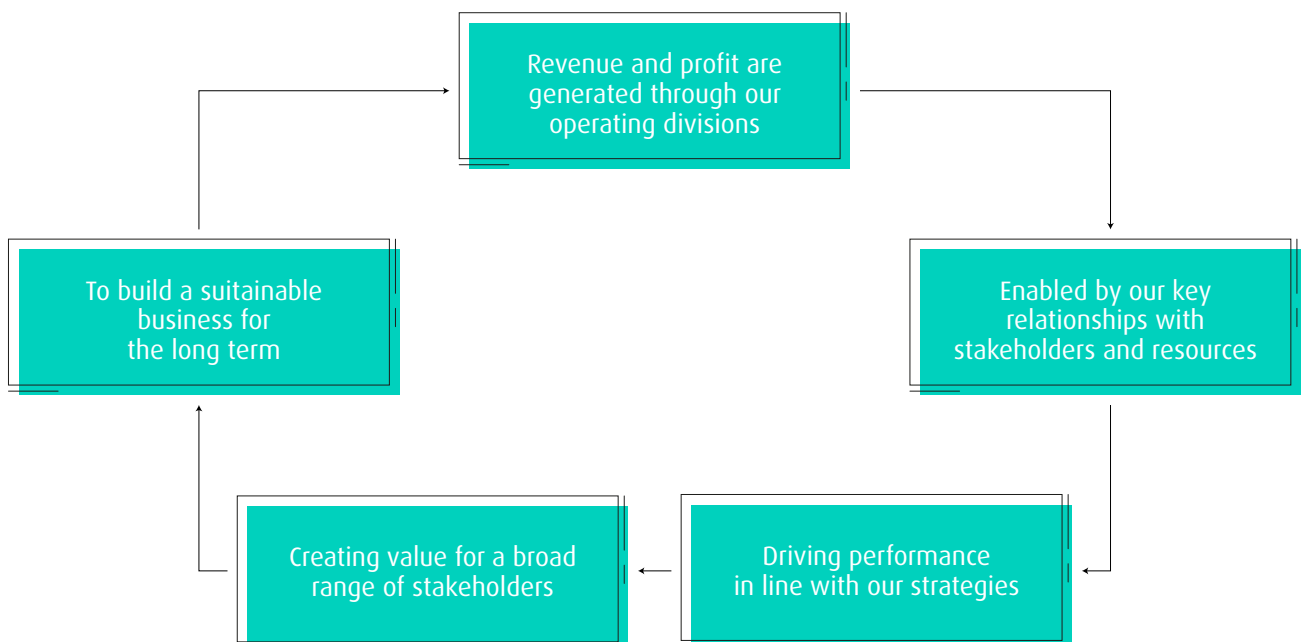 Revenue and profit are
generated through our
operating divisions
Enabled by our key
relationships with
stakeholders and resources
Driving performance
in line with our strategies
Creating value for a broad
range of stakeholders
To build a suitainable
business for
the long term